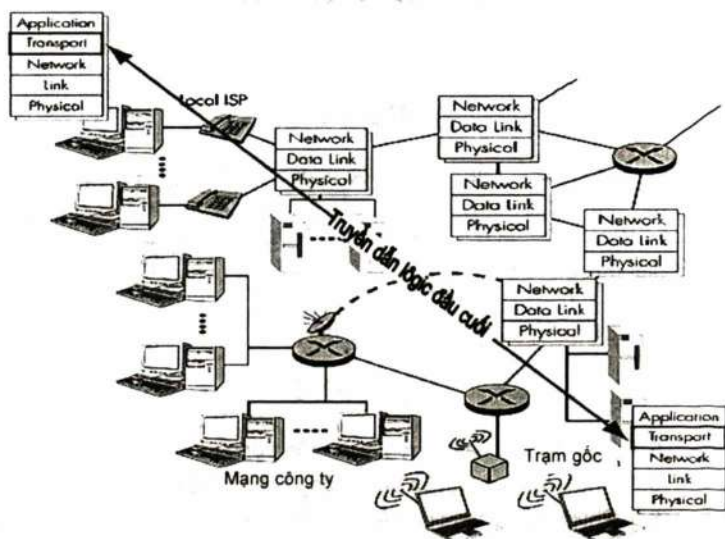 Application
Transport
Network
Link
Physical
Local ISP
Network
Data Link
Physical
Network
Data Link
Physical
Network
Data Link
Physical
Network
Data Link
Physical
Truyền dẫn lôgic đầu cuối
Network
Data Link
Physical
Application
Transport
Network
Link
Physical
Mạng công ty
Trạm gốc